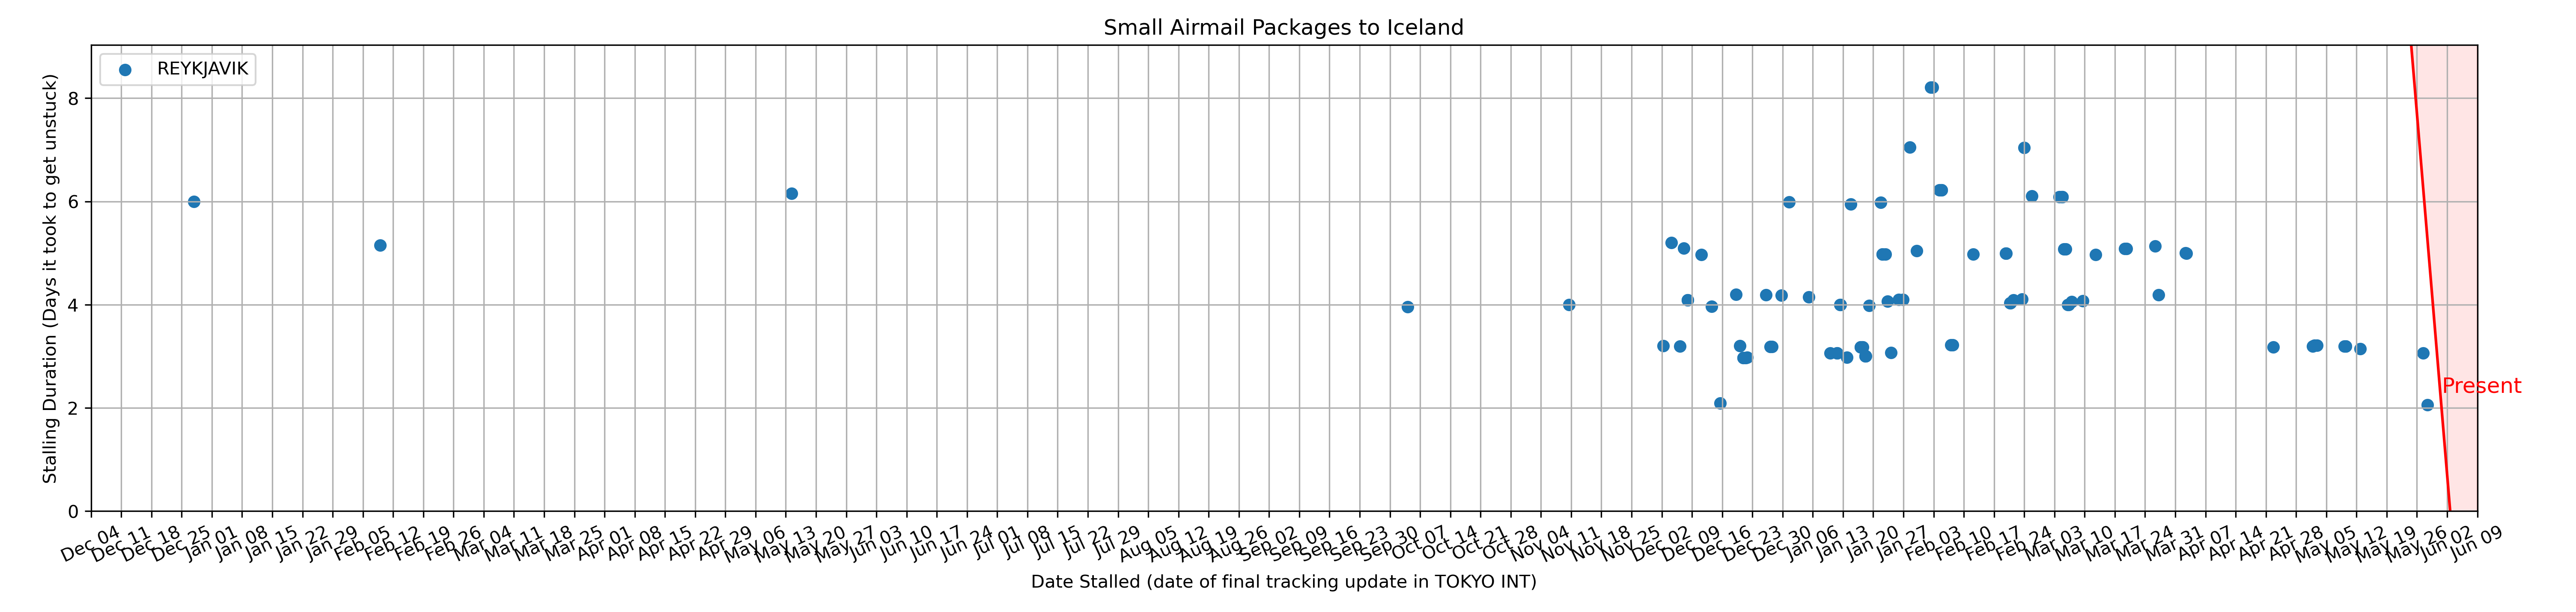 Small Airmail Packages to Iceland
REYKJAVIK
Stalling Duration (Days it took to get unstuck)
8
6
4
2
0
Present
Dec 04
Dec 11
Dec 18
Dec 25
Jan 01
Jan 08
Jan 15
Jan 22
Jan 29
Feb 05
Feb 12
Feb 19
Feb 26
Mar 04
Mar 11
Mar 18
Mar 25
Apr 01
Apr 08
Apr 15
Apr 22
Apr 29
May 06
May 13
May 20
May 27
Jun 03
Jun 10
Jun 17
Jun 24
Jul 01
Jul 08
Jul 15
Jul 22
Jul 29
Aug 05
Aug 12
Aug 19
Aug 26
Sep 02
Sep 09
Sep 16
Sep 23
Sep 30
Oct 07
Oct 14
Oct 21
Oct 28
Nov 04
Nov 11
Nov 18
Nov 25
Dec 02
Dec 09
Dec 16
Dec 23
Dec 30
Jan 06
Jan 13
Jan 20
Jan 27
Feb 03
Feb 10
Feb 17
Feb 24
Mar 03
Mar 10
Mar 17
Mar 24
Mar 31
Apr 07
Apr 14
Apr 21
Apr 28
May 05
May 12
May 19
May 26
Jun 02
Jun 09
Date Stalled (date of final tracking update in TOKYO INT)